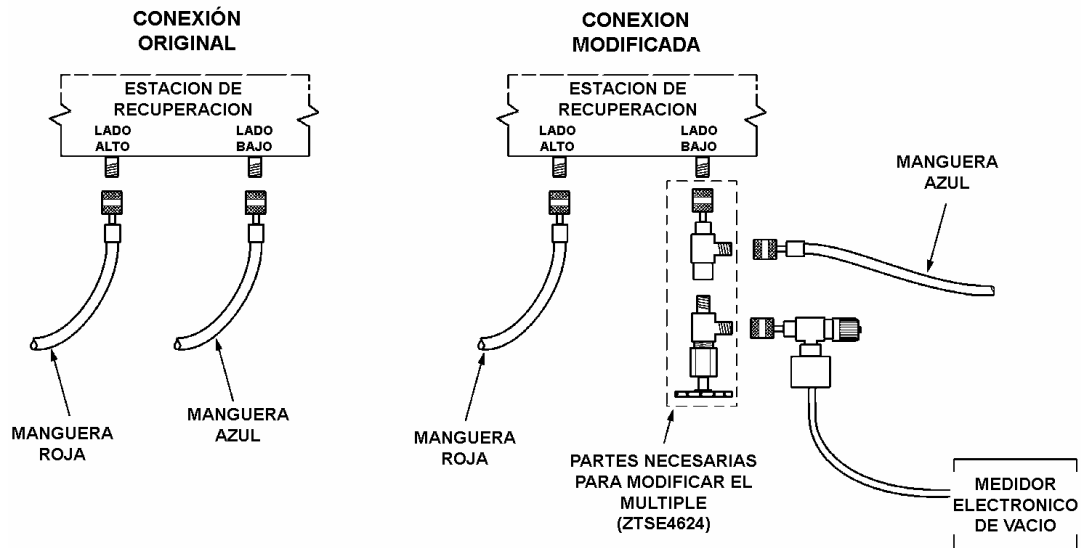 CONEXIÓN
ORIGINAL
ESTACION DE
RECUPERACION
LADO
ALTO
LADO
BAJO
MANGUERA
ROJA
MANGUERA
AZUL
CONEXION
MODIFICADA
ESTACION DE
RECUPERACION
LADO
ALTO
LADO
BAJO
MANGUERA
AZUL
MANGUERA
ROJA
PARTES NECESARIAS
PARA MODIFICAR EL
MULTIPLE
(ZTSE4624)
MEDIDOR
ELECTRONICO
DE VACIO